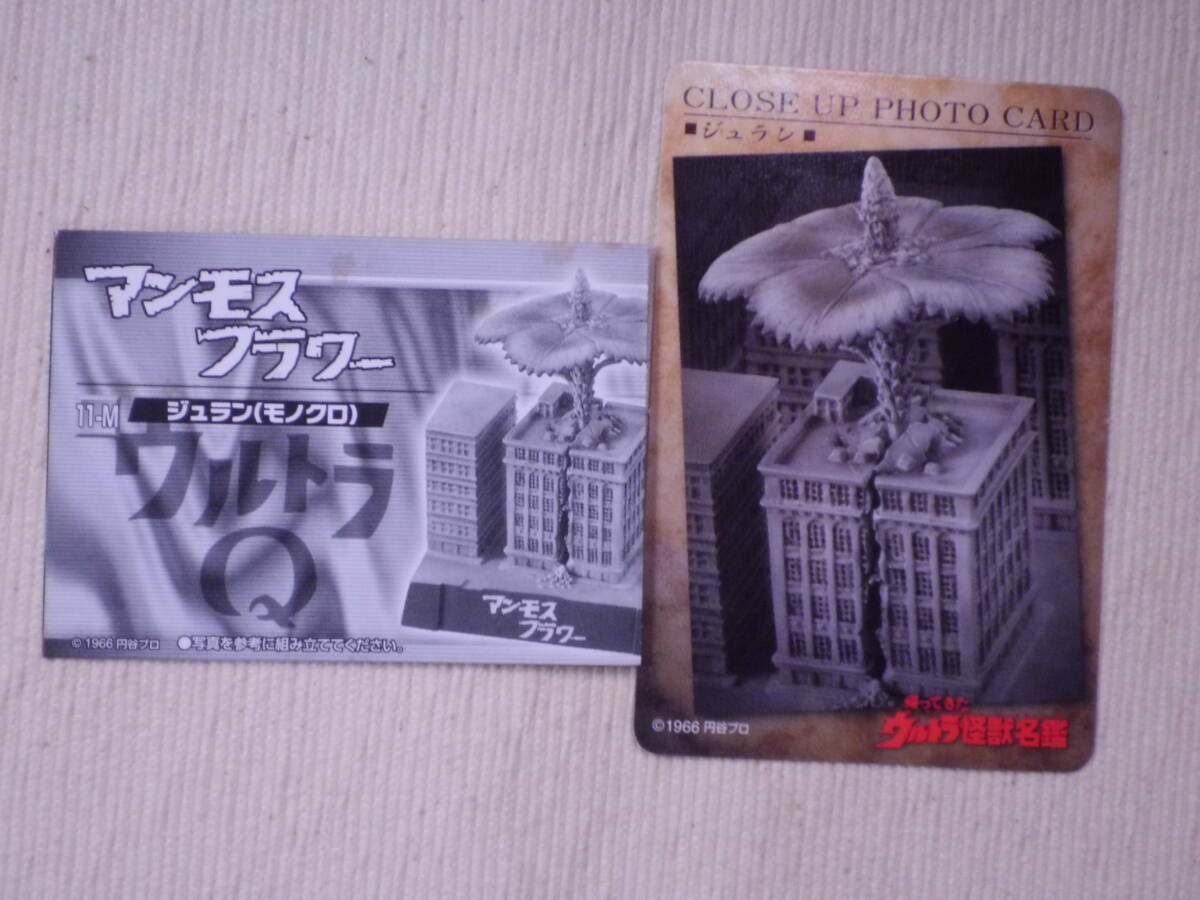 マンモス
フラワー
11-M ジュラン(モノクロ)
ウルトラ
Q
マンモス
フラワー
© 1966 円谷プロ ●写真を参考に組み立ててください。
CLOSE UP PHOTO CARD
■ジュラン■
©1966 円谷プロ
帰ってきた
ウルトラ怪獣名鑑